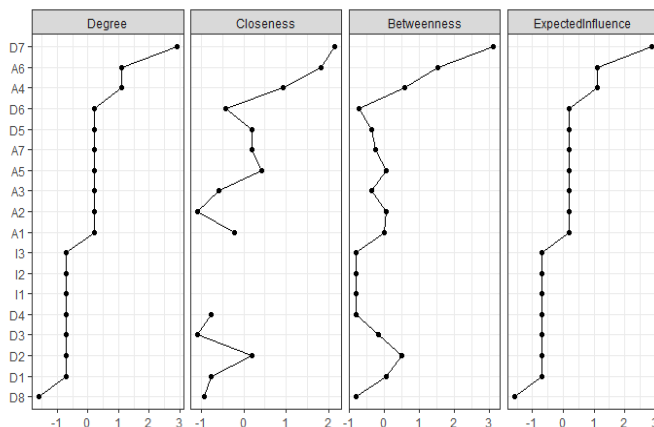 Degree Closeness Betweenness ExpectedInfluence
D7
A6
A4
D6
D5
A7
A5
A3
A2
A1
I3
I2
I1
D4
D3
D2
D1
D8
-1 0 1 2 3 -1 0 1 2 -1 0 1 2 3 -1 0 1 2 3